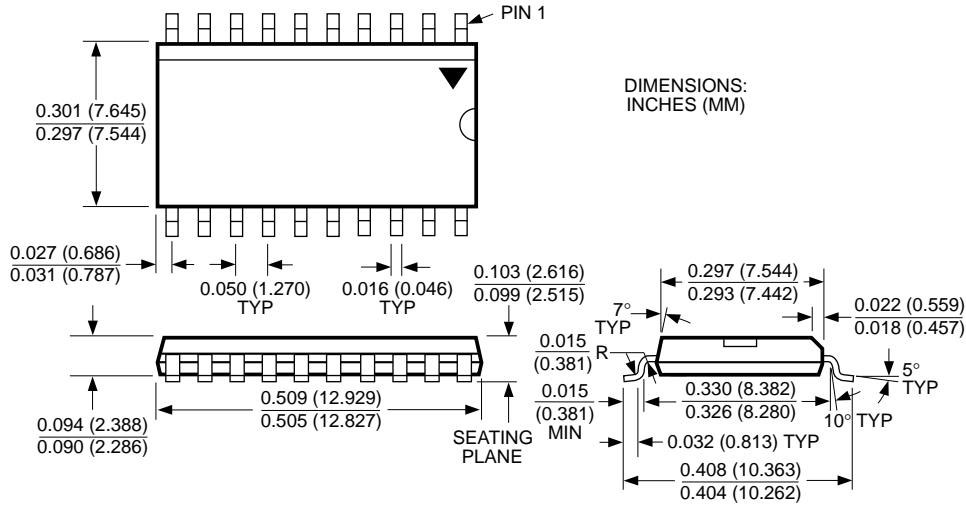 PIN 1
DIMENSIONS:
INCHES (MM)
0.301 (7.645)
0.297 (7.544)
0.027 (0.686)
0.031 (0.787)
0.050 (1.270)
TYP
0.016 (0.046)
TYP
0.103 (2.616)
0.099 (2.515)
0.297 (7.544)
0.293 (7.442)
0.022 (0.559)
0.018 (0.457)
7°
TYP
0.015
(0.381)
R
5°
TYP
0.094 (2.388)
0.090 (2.286)
0.509 (12.929)
0.505 (12.827)
SEATING
PLANE
0.015
(0.381)
MIN
0.330 (8.382)
0.326 (8.280)
10° TYP
0.032 (0.813) TYP
0.408 (10.363)
0.404 (10.262)